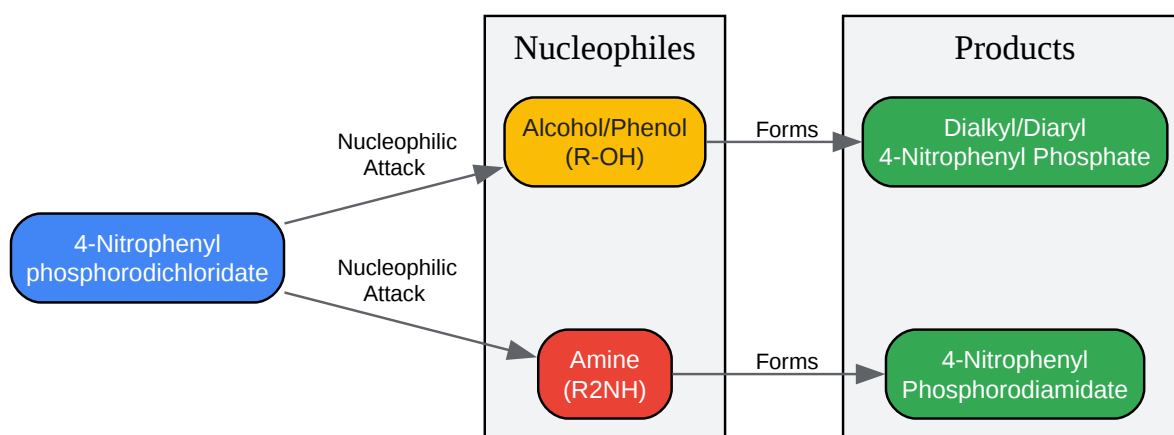 Nucleophiles
Products
Nucleophilic
Attack
Alcohol/Phenol
(R-OH)
Forms
Dialkyl/Diaryl
4-Nitrophenyl Phosphate
4-Nitrophenyl
phosphorodichloridate
Nucleophilic
Attack
Amine
(R2NH)
Forms
4-Nitrophenyl
Phosphorodiamidate